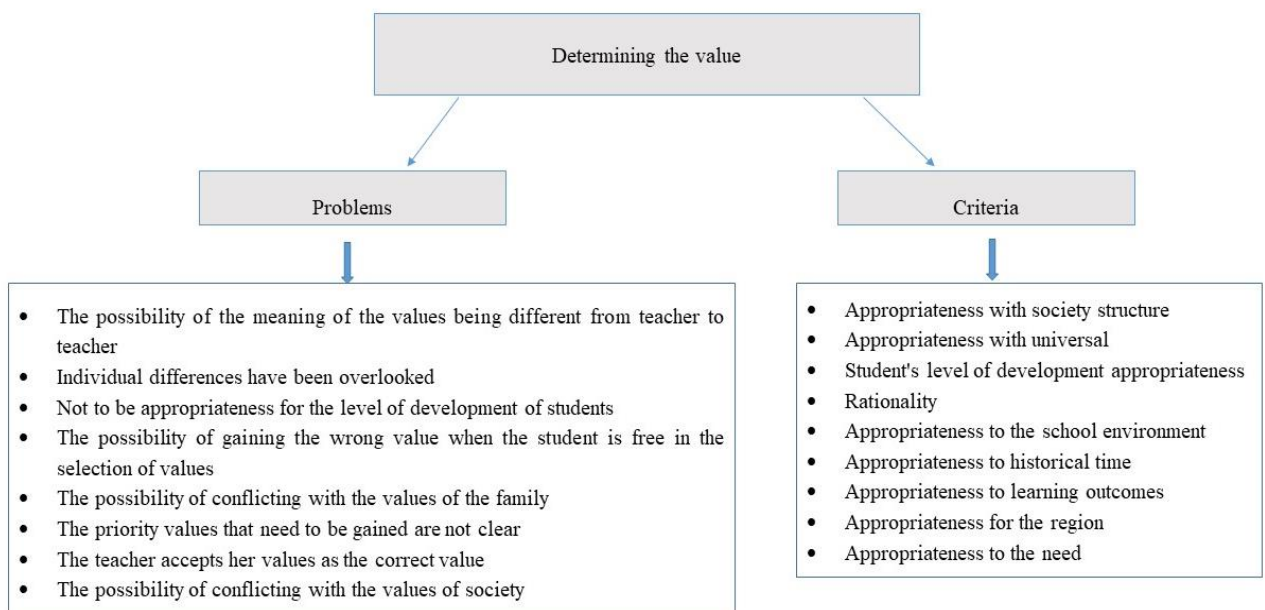 Determining the value
Problems
Criteria
• The possibility of the meaning of the values being different from teacher to
teacher
• Individual differences have been overlooked
• Not to be appropriateness for the level of development of students
• The possibility of gaining the wrong value when the student is free in the
selection of values
• The possibility of conflicting with the values of the family
• The priority values that need to be gained are not clear
• The teacher accepts her values as the correct value
• The possibility of conflicting with the values of society
• Appropriateness with society structure
• Appropriateness with universal
• Student's level of development appropriateness
• Rationality
• Appropriateness to the school environment
• Appropriateness to historical time
• Appropriateness to learning outcomes
• Appropriateness for the region
• Appropriateness to the need